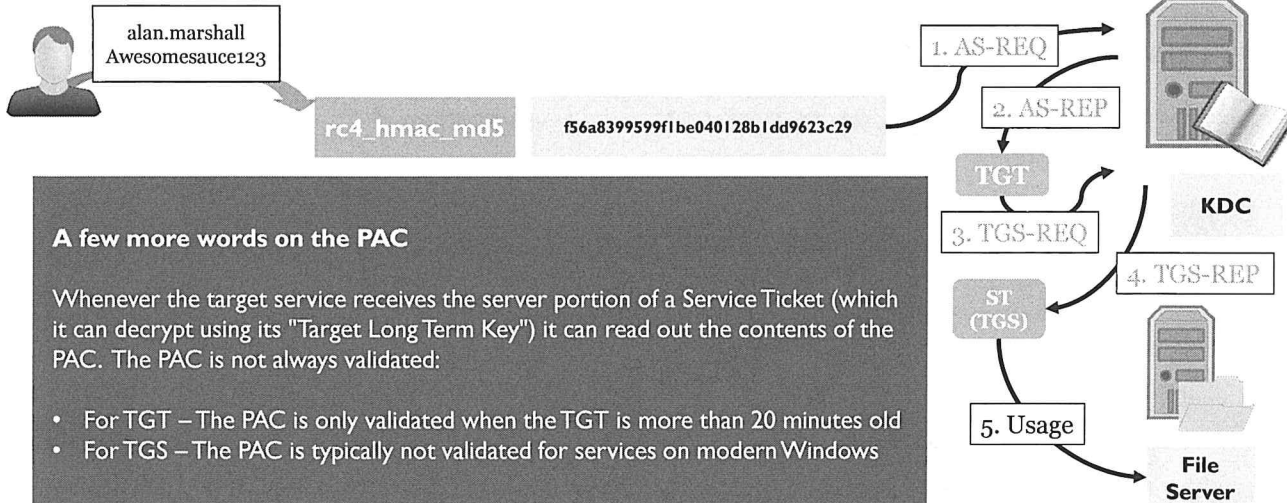 alan.marshall
Awesomesauce123
rc4_hmac_md5
f56a8399599f1be040128b1dd9623c29
1. AS-REQ
2. AS-REP
TGT
3. TGS-REQ
KDC
4. TGS-REP
ST
(TGS)
5. Usage
File
Server
A few more words on the PAC
Whenever the target service receives the server portion of a Service Ticket (which
it can decrypt using its "Target Long Term Key") it can read out the contents of the
PAC. The PAC is not always validated:
• For TGT – The PAC is only validated when the TGT is more than 20 minutes old
• For TGS – The PAC is typically not validated for services on modern Windows